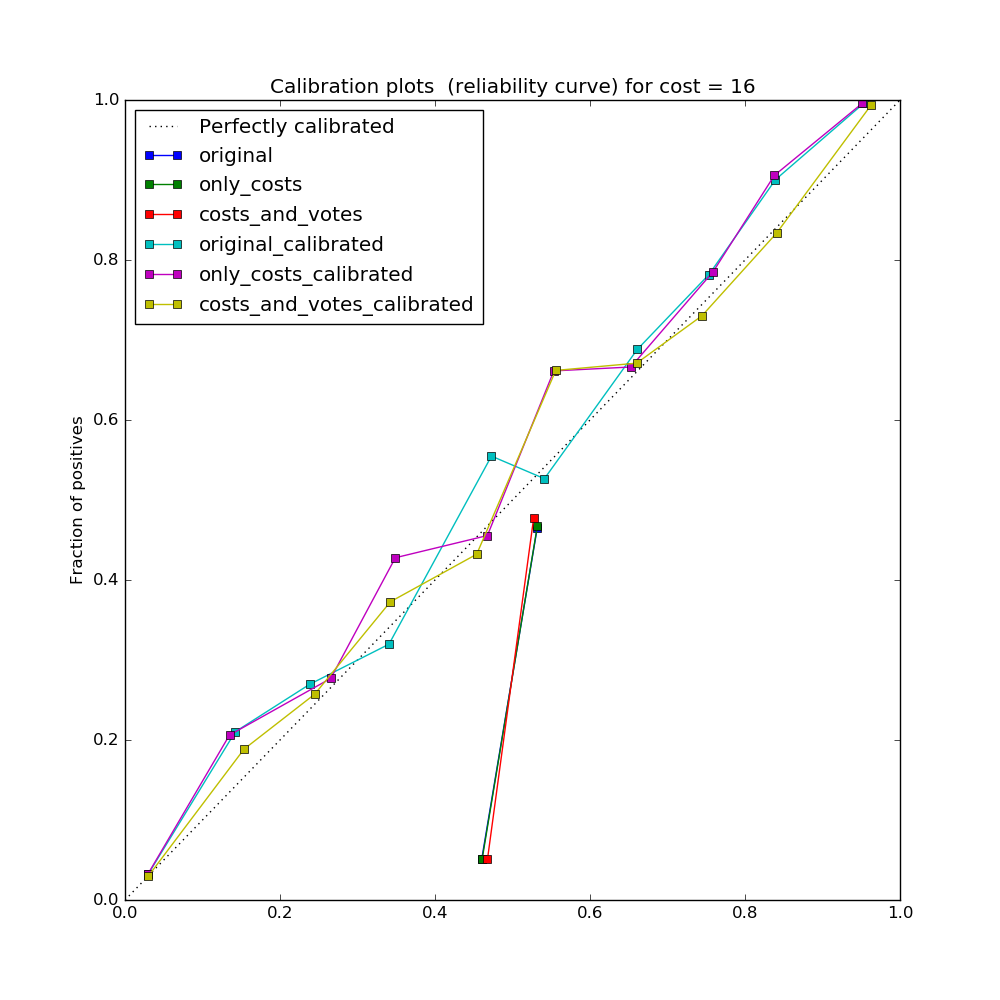 Calibration plots  (reliability curve) for cost = 16
1.0
Perfectly calibrated
original
only_costs
costs_and_votes
original_calibrated
only_costs_calibrated
costs_and_votes_calibrated
0.8
0.6
Fraction of positives
0.4
0.2
0.0
0.0 0.2 0.4 0.6 0.8 1.0